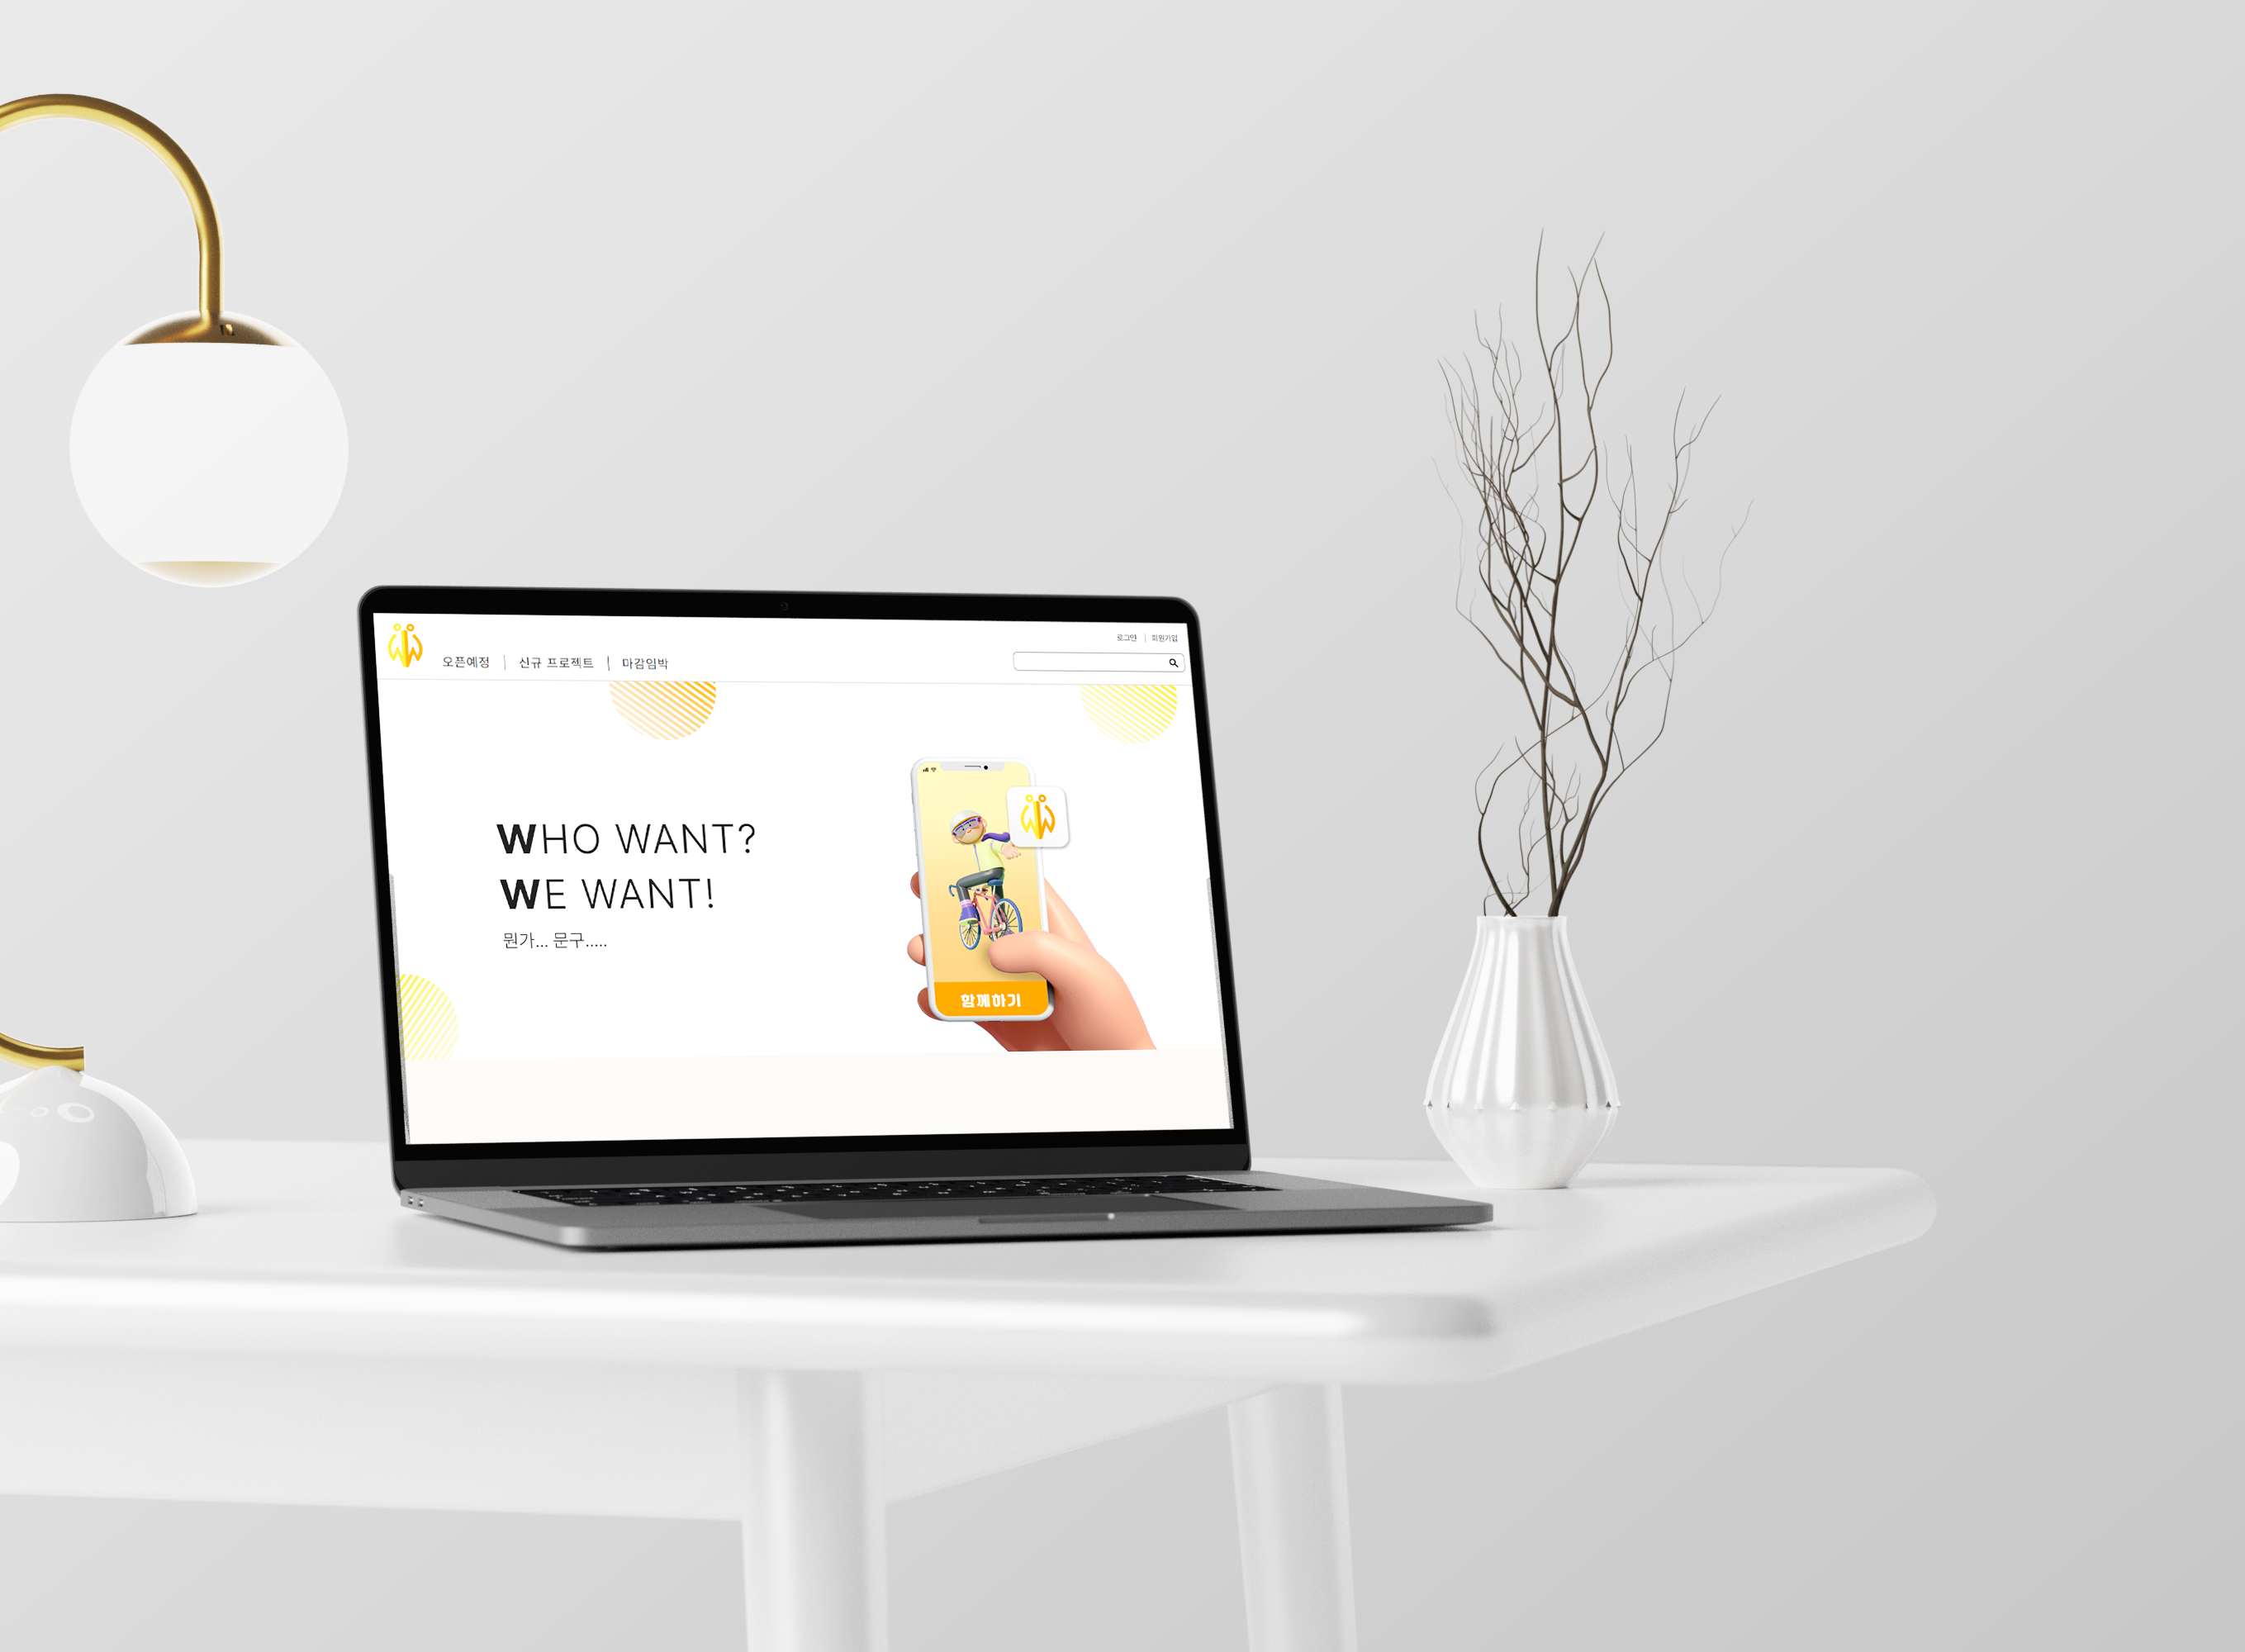 로그인 | 회원가입
오픈예정 | 신규 프로젝트 | 마감임박
WHO WANT?
WE WANT!
뭔가... 문구.....
함께하기